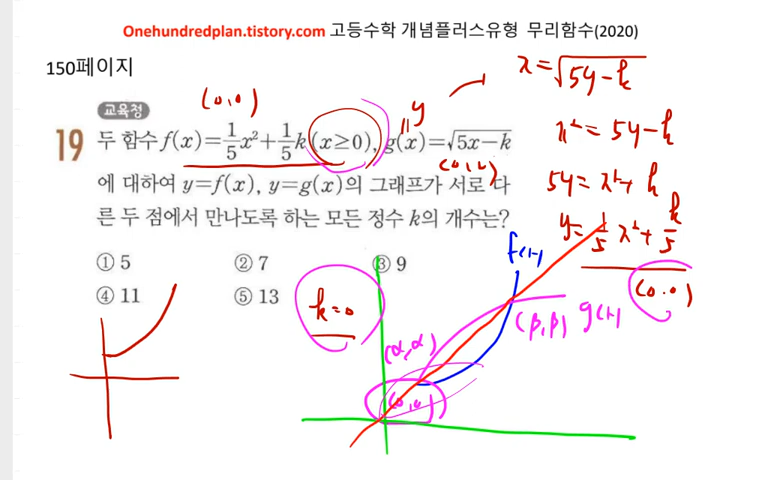 Onehundredplan.tistory.com 고등수학 개념플러스유형 무리함수(2020)
150페이지
x=√5y-k
(0,0)
y
교육청
19 두 함수 f(x)=1/5x²+1/5k(x≥0), g(x)=√5x-k
x²=5y-k
(0,0)
에 대하여 y=f(x), y=g(x)의 그래프가 서로 다
5y=x²+k
른 두 점에서 만나도록 하는 모든 정수 k의 개수는?
y=1/5x²+k/5
① 5 ② 7 ③ 9
f(x)
④ 11 ⑤ 13
k=0
(0.0)
(β,β) g(x)
(α,α)
(0,0)